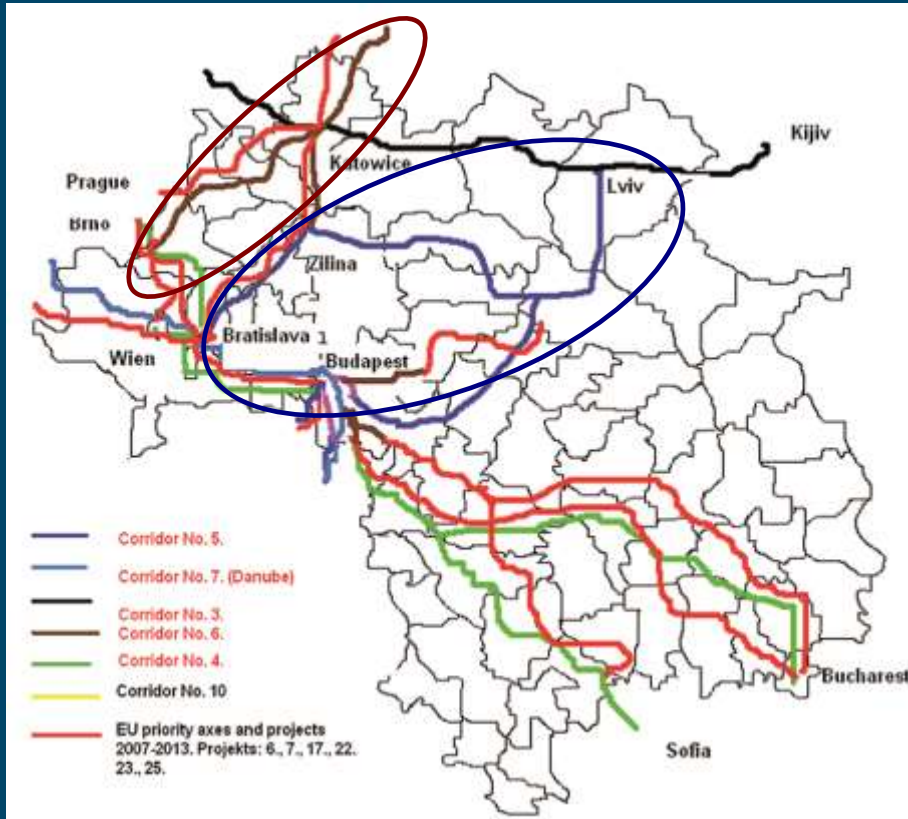 Kijiv
Katowice
Prague
Lviv
Brno
Zilina
Bratislava
Wien
Budapest
Corridor No. 5.
Corridor No. 7. (Danube)
Corridor No. 3.
Corridor No. 6.
Corridor No. 4.
Corridor No. 10
EU priority axes and projects
2007-2013. Projekts: 6., 7., 17., 22.
23., 25.
Bucharest
Sofia